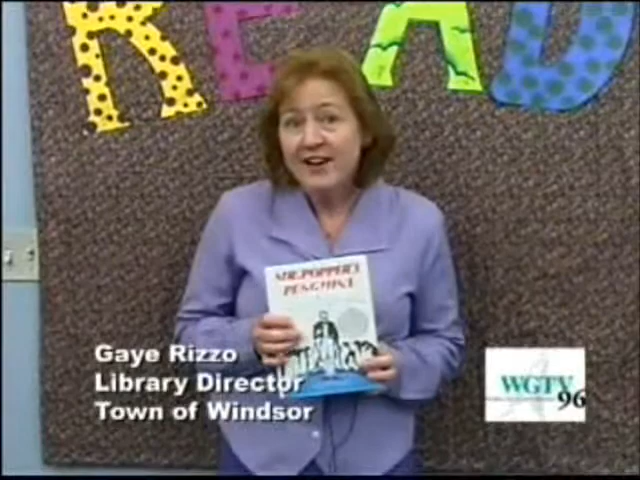 READ
MR. POPPER'S
PENGUINS
Gaye Rizzo
Library Director
Town of Windsor
WGTV
96